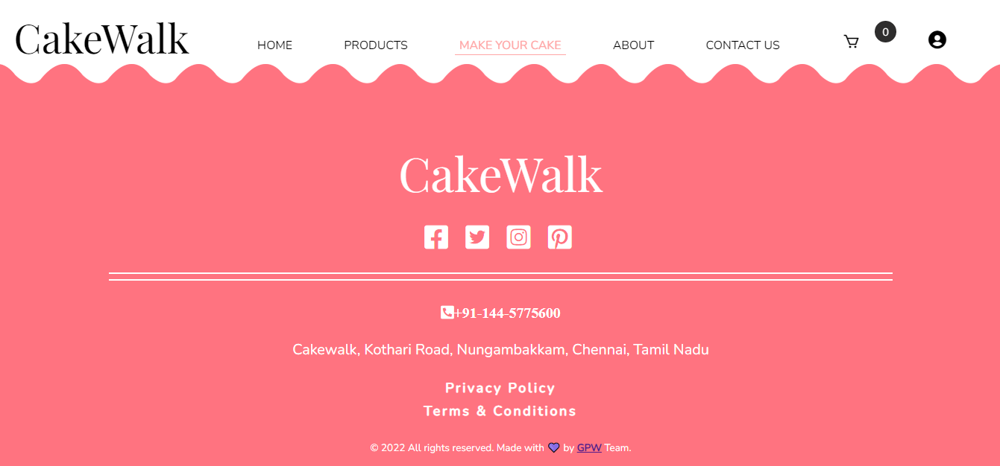 CakeWalk HOME PRODUCTS MAKE YOUR CAKE ABOUT CONTACT US 0
CakeWalk
+91-144-5775600
Cakewalk, Kothari Road, Nungambakkam, Chennai, Tamil Nadu
Privacy Policy
Terms & Conditions
© 2022 All rights reserved. Made with 💜 by GPW Team.